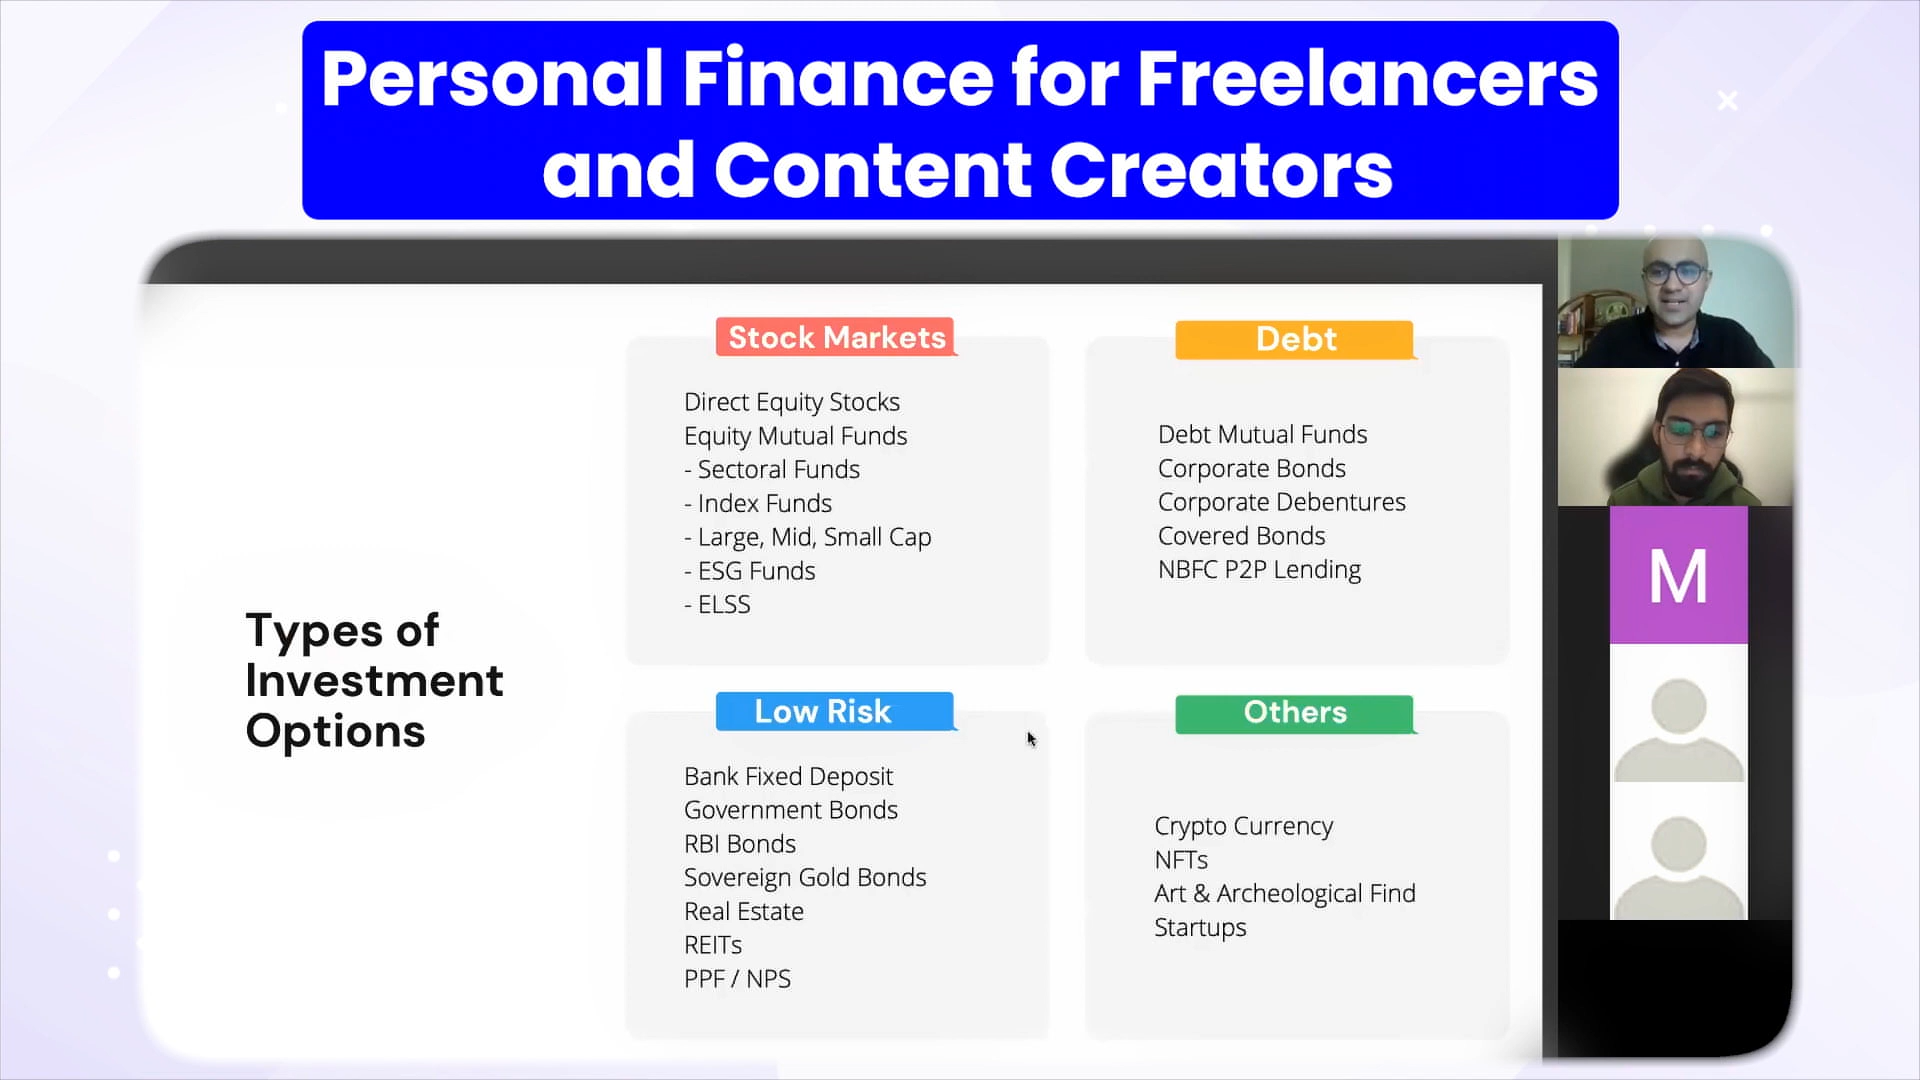 Personal Finance for Freelancers
and Content Creators
Types of
Investment
Options
Stock Markets
Direct Equity Stocks
Equity Mutual Funds
- Sectoral Funds
- Index Funds
- Large, Mid, Small Cap
- ESG Funds
- ELSS
Debt
Debt Mutual Funds
Corporate Bonds
Corporate Debentures
Covered Bonds
NBFC P2P Lending
Low Risk
Bank Fixed Deposit
Government Bonds
RBI Bonds
Sovereign Gold Bonds
Real Estate
REITs
PPF / NPS
Others
Crypto Currency
NFTs
Art & Archeological Find
Startups
M